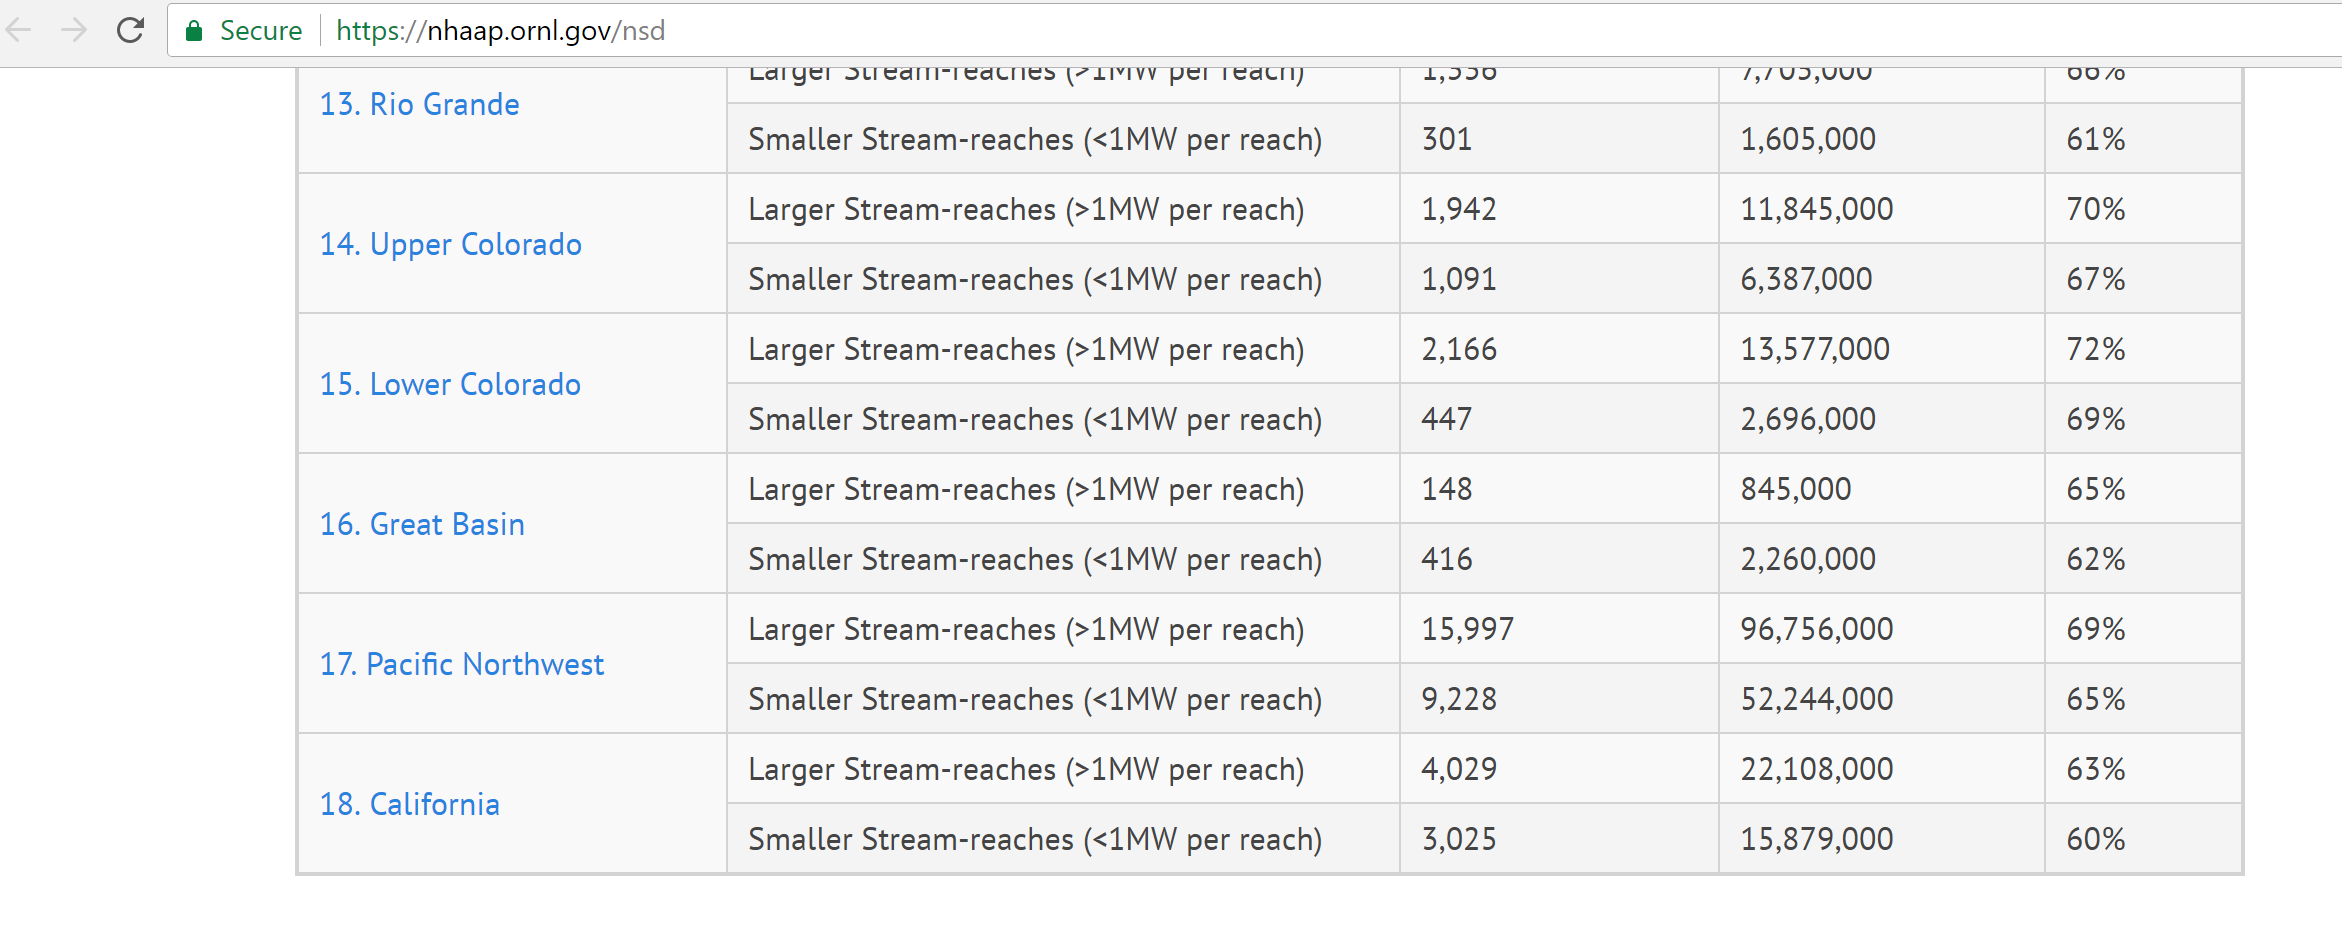 Secure https://nhaap.ornl.gov/nsd
Larger Stream-reaches (>1MW per reach) 66%
13. Rio Grande
Smaller Stream-reaches (<1MW per reach) 301 1,605,000 61%
Larger Stream-reaches (>1MW per reach) 1,942 11,845,000 70%
14. Upper Colorado
Smaller Stream-reaches (<1MW per reach) 1,091 6,387,000 67%
Larger Stream-reaches (>1MW per reach) 2,166 13,577,000 72%
15. Lower Colorado
Smaller Stream-reaches (<1MW per reach) 447 2,696,000 69%
Larger Stream-reaches (>1MW per reach) 148 845,000 65%
16. Great Basin
Smaller Stream-reaches (<1MW per reach) 416 2,260,000 62%
Larger Stream-reaches (>1MW per reach) 15,997 96,756,000 69%
17. Pacific Northwest
Smaller Stream-reaches (<1MW per reach) 9,228 52,244,000 65%
Larger Stream-reaches (>1MW per reach) 4,029 22,108,000 63%
18. California
Smaller Stream-reaches (<1MW per reach) 3,025 15,879,000 60%